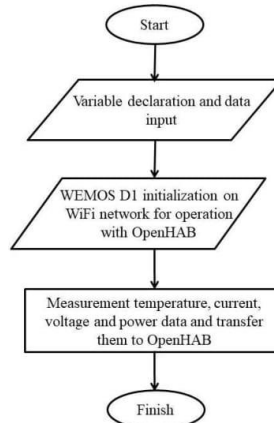 Start
Variable declaration and data
input
WEMOS D1 initialization on
WiFi network for operation
with OpenHAB
Measurement temperature, current,
voltage and power data and transfer
them to OpenHAB
Finish